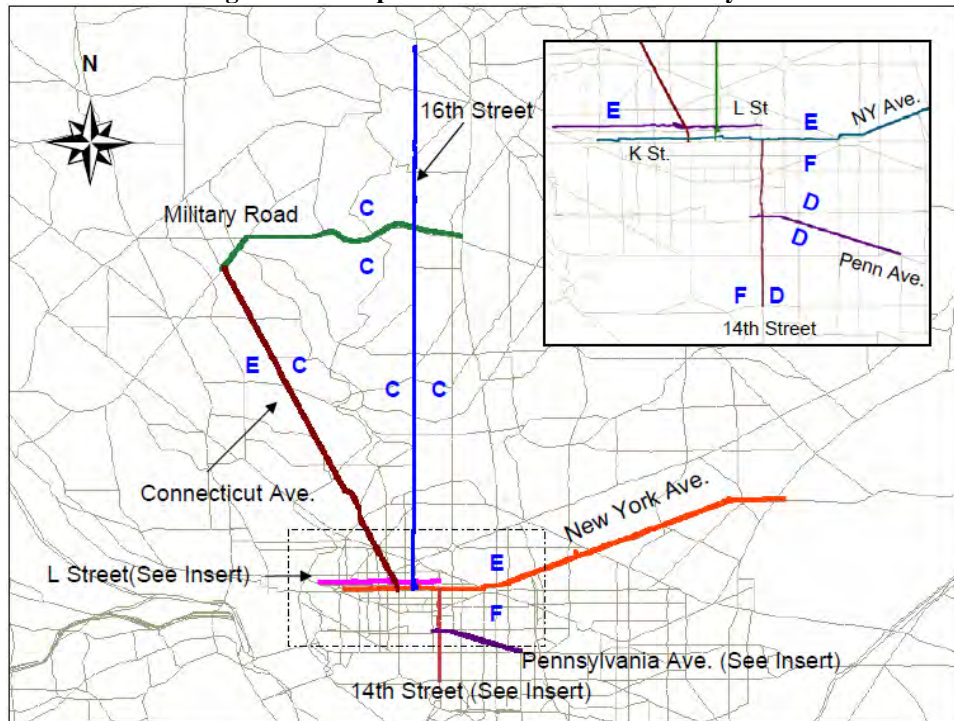 N
16th Street
Military Road
C
C
E C
C C
Connecticut Ave.
New York Ave.
L Street(See Insert)
E
F
Pennsylvania Ave. (See Insert)
14th Street (See Insert)
E
L St
E
NY Ave.
K St.
F
D
D
Penn Ave.
F D
14th Street